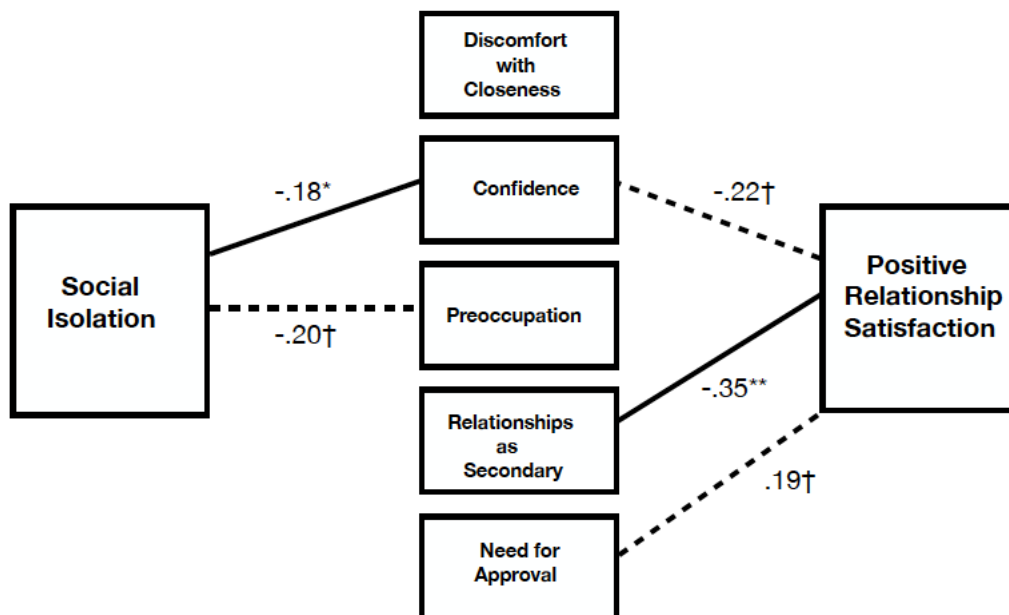 Discomfort
with
Closeness
-.18*
Confidence
-.22†
Social
Isolation
Positive
Relationship
Satisfaction
-.20†
Preoccupation
-.35**
Relationships
as
Secondary
.19†
Need for
Approval